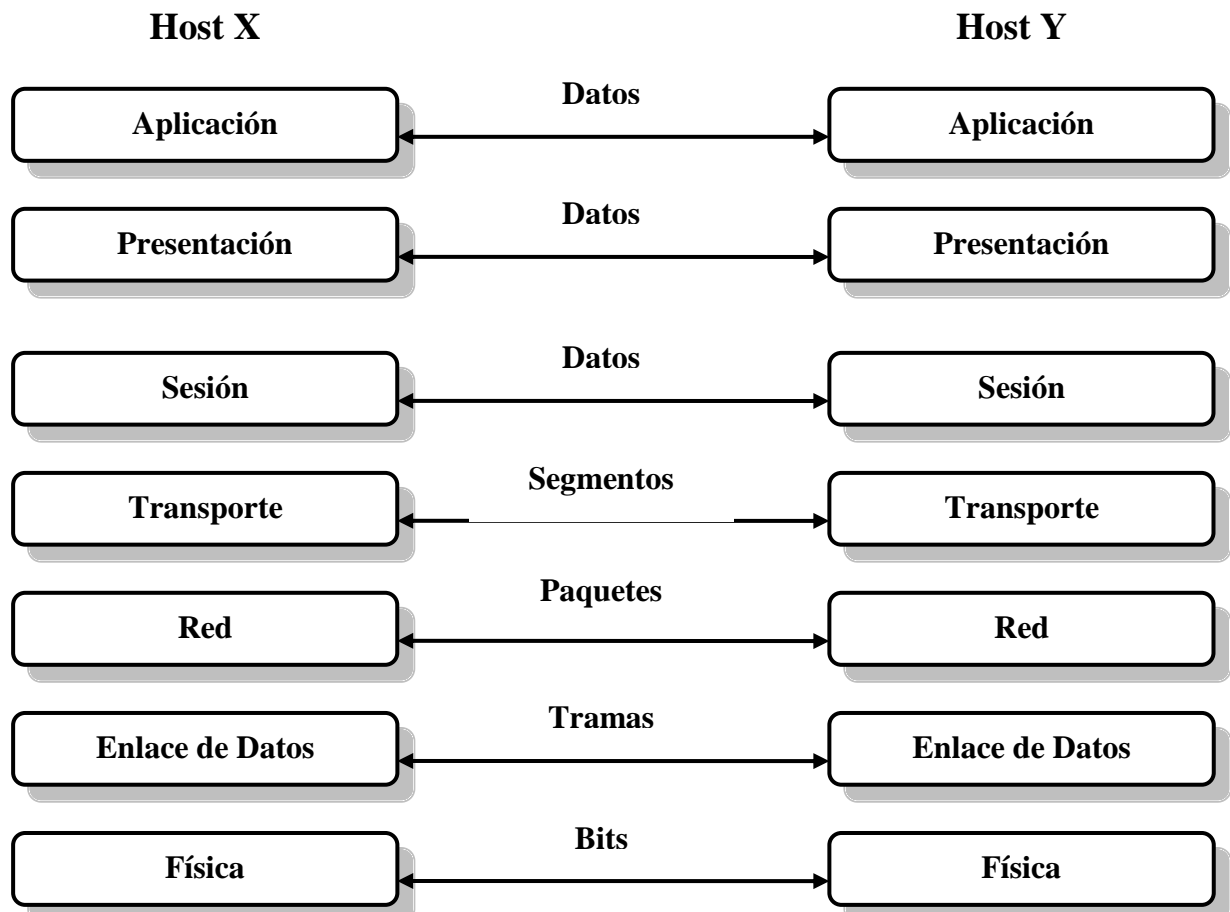 Host X
Host Y
Datos
Aplicación
Aplicación
Datos
Presentación
Presentación
Datos
Sesión
Sesión
Segmentos
Transporte
Transporte
Paquetes
Red
Red
Tramas
Enlace de Datos
Enlace de Datos
Bits
Física
Física